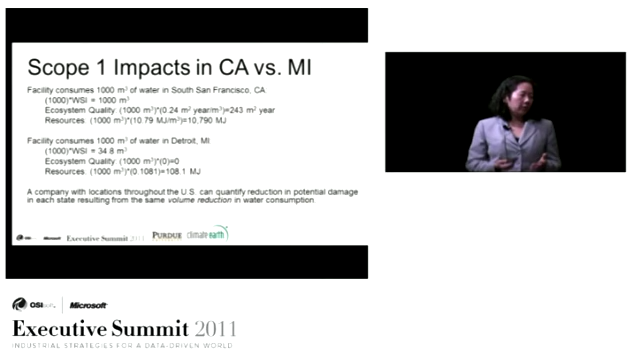 Scope 1 Impacts in CA vs. MI
Facility consumes 1000 m³ of water in South San Francisco, CA:
(1000)*WSI = 1000 m³
Ecosystem Quality: (1000 m³)*(0.24 m² year/m³)=243 m² year
Resources: (1000 m³)*(10.79 MJ/m³)=10,790 MJ
Facility consumes 1000 m³ of water in Detroit, MI:
(1000)*WSI = 34.8 m³
Ecosystem Quality: (1000 m³)*(0)=0
Resources: (1000 m³)*(0.1081)=108.1 MJ
A company with locations throughout the U.S. can quantify reduction in potential damage
in each state resulting from the same volume reduction in water consumption.
Microsoft Executive Summit 2011 PURDUE climate earth
OSIsoft. Microsoft
Executive Summit 2011
INDUSTRIAL STRATEGIES FOR A DATA-DRIVEN WORLD